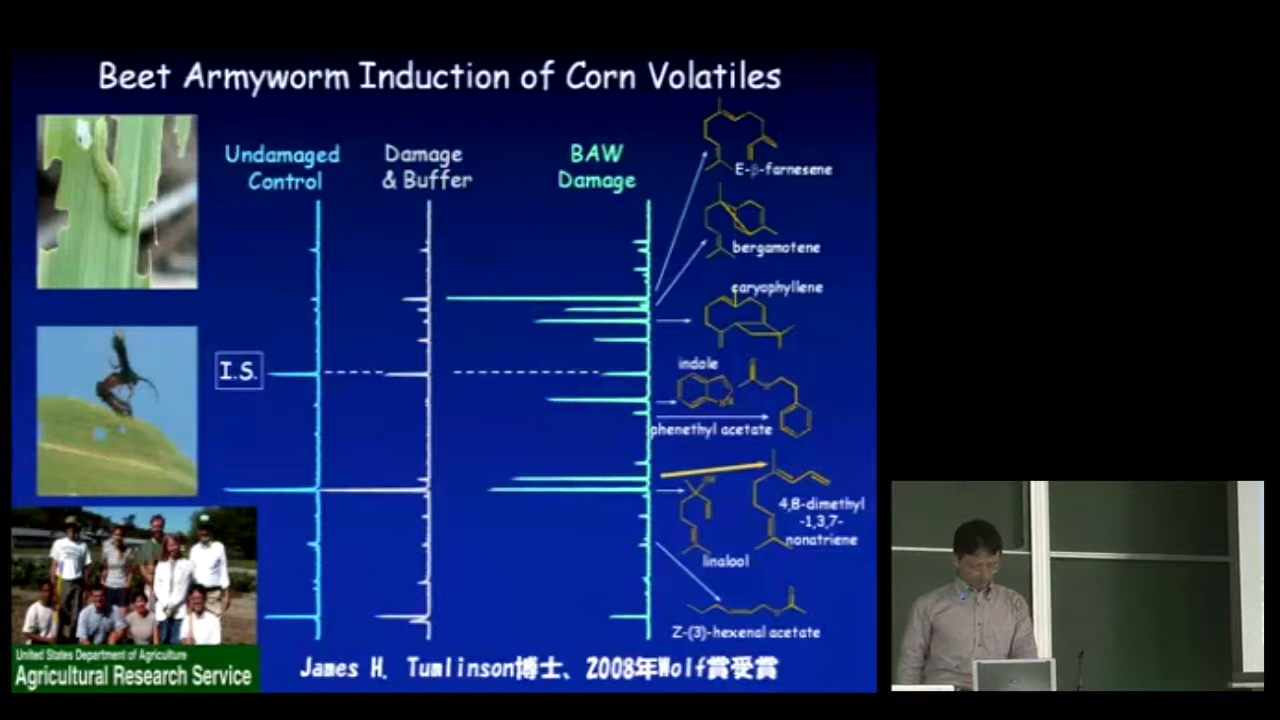 Beet Armyworm Induction of Corn Volatiles
Undamaged
Control
Damage
& Buffer
BAW
Damage
E-β-farnesene
bergamotene
caryophyllene
I.S.
indole
phenethyl acetate
4,8-dimethyl
-1,3,7-
nonatriene
linalool
Z-(3)-hexenal acetate
United States Department of Agriculture
Agricultural Research Service
James H. Tumlinson博士、2008年Wolf賞受賞